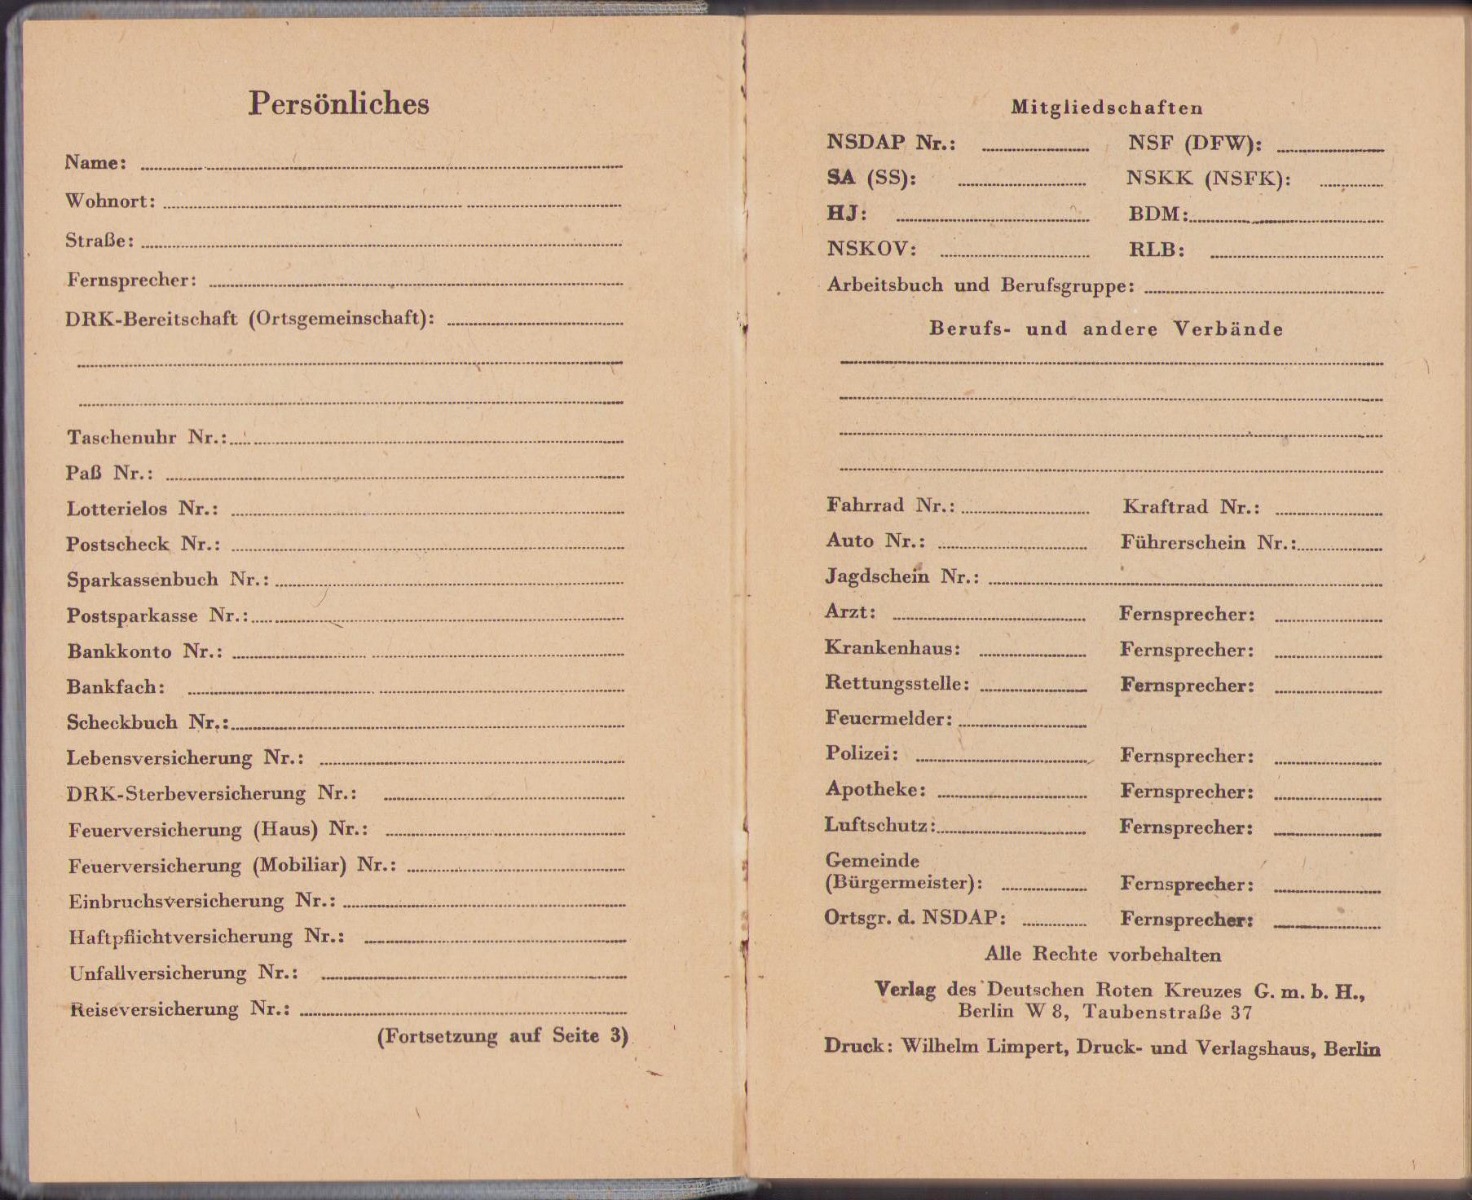 Persönliches
Name:
Wohnort:
Straße:
Fernsprecher:
DRK-Bereitschaft (Ortsgemeinschaft):
Taschenuhr Nr.:
Paß Nr.:
Lotterielos Nr.:
Postscheck Nr.:
Sparkassenbuch Nr.:
Postsparkasse Nr.:
Bankkonto Nr.:
Bankfach:
Scheckbuch Nr.:
Lebensversicherung Nr.:
DRK-Sterbeversicherung Nr.:
Feuerversicherung (Haus) Nr.:
Feuerversicherung (Mobiliar) Nr.:
Einbruchsversicherung Nr.:
Haftpflichtversicherung Nr.:
Unfallversicherung Nr.:
Reiseversicherung Nr.:
(Fortsetzung auf Seite 3)
Mitgliedschaften
NSDAP Nr.: NSF (DFW):
SA (SS): NSKK (NSFK):
HJ: BDM:
NSKOV: RLB:
Arbeitsbuch und Berufsgruppe:
Berufs- und andere Verbände
Fahrrad Nr.: Kraftrad Nr.:
Auto Nr.: Führerschein Nr.:
Jagdschein Nr.:
Arzt: Fernsprecher:
Krankenhaus: Fernsprecher:
Rettungsstelle: Fernsprecher:
Feuermelder:
Polizei: Fernsprecher:
Apotheke: Fernsprecher:
Luftschutz: Fernsprecher:
Gemeinde
(Bürgermeister): Fernsprecher:
Ortsgr. d. NSDAP: Fernsprecher:
Alle Rechte vorbehalten
Verlag des Deutschen Roten Kreuzes G. m. b. H.,
Berlin W 8, Taubenstraße 37
Druck: Wilhelm Limpert, Druck- und Verlagshaus, Berlin